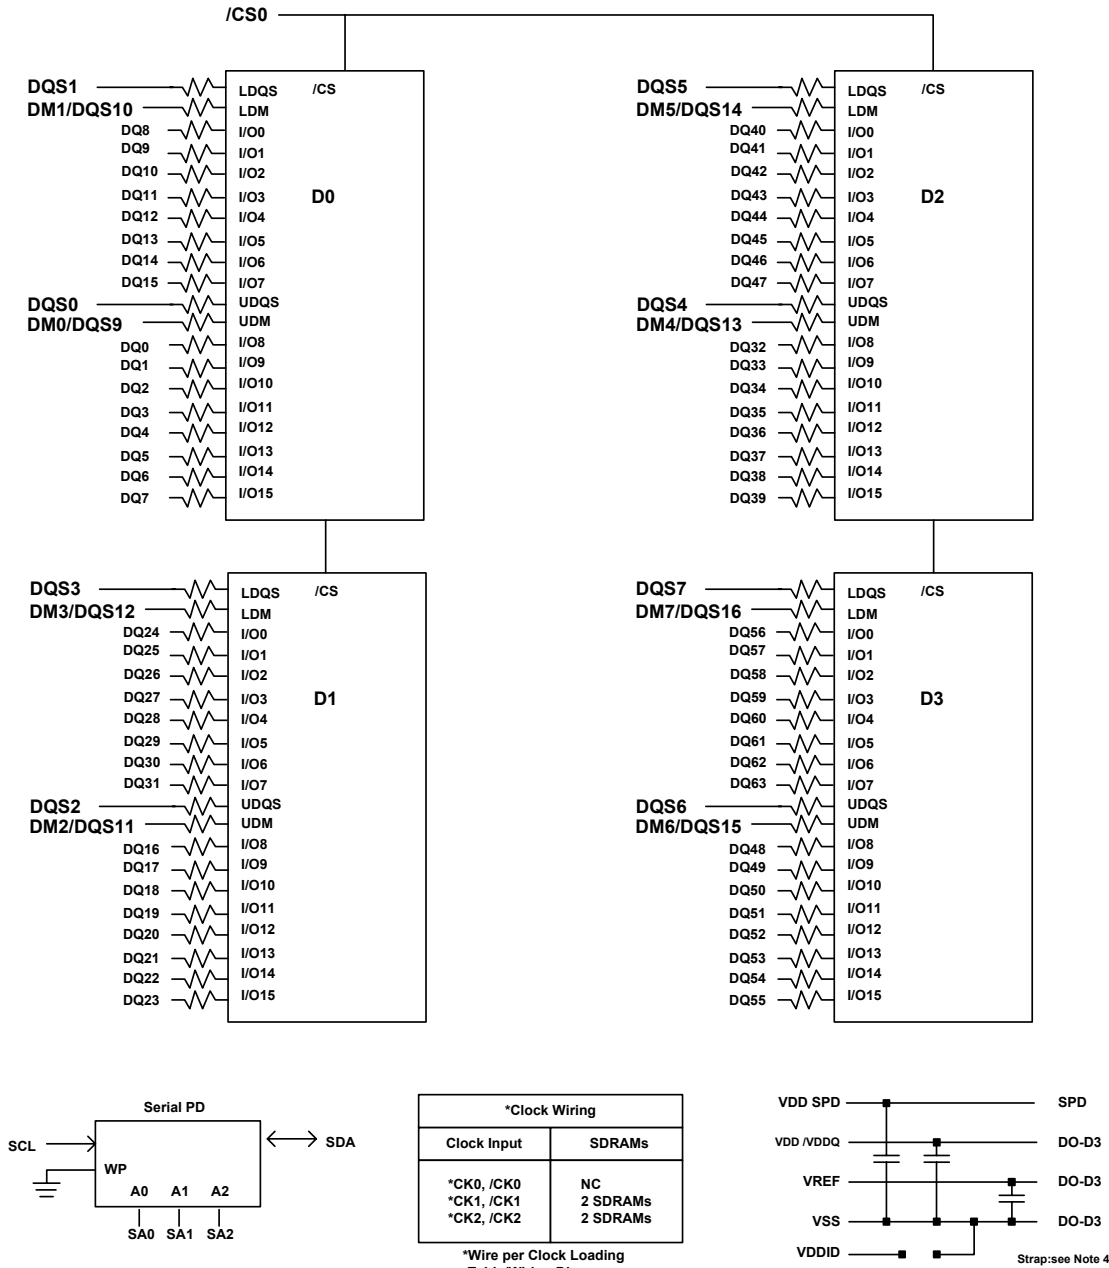 /CS0
DQS1
DM1/DQS10
DQ8
DQ9
DQ10
DQ11
DQ12
DQ13
DQ14
DQ15
DQS0
DM0/DQS9
DQ0
DQ1
DQ2
DQ3
DQ4
DQ5
DQ6
DQ7
LDQS /CS
LDM
I/O0
I/O1
I/O2
I/O3 D0
I/O4
I/O5
I/O6
I/O7
UDQS
UDM
I/O8
I/O9
I/O10
I/O11
I/O12
I/O13
I/O14
I/O15
DQS5
DM5/DQS14
DQ40
DQ41
DQ42
DQ43
DQ44
DQ45
DQ46
DQ47
DQS4
DM4/DQS13
DQ32
DQ33
DQ34
DQ35
DQ36
DQ37
DQ38
DQ39
LDQS /CS
LDM
I/O0
I/O1
I/O2
I/O3 D2
I/O4
I/O5
I/O6
I/O7
UDQS
UDM
I/O8
I/O9
I/O10
I/O11
I/O12
I/O13
I/O14
I/O15
DQS3
DM3/DQS12
DQ24
DQ25
DQ26
DQ27
DQ28
DQ29
DQ30
DQ31
DQS2
DM2/DQS11
DQ16
DQ17
DQ18
DQ19
DQ20
DQ21
DQ22
DQ23
LDQS /CS
LDM
I/O0
I/O1
I/O2
I/O3 D1
I/O4
I/O5
I/O6
I/O7
UDQS
UDM
I/O8
I/O9
I/O10
I/O11
I/O12
I/O13
I/O14
I/O15
DQS7
DM7/DQS16
DQ56
DQ57
DQ58
DQ59
DQ60
DQ61
DQ62
DQ63
DQS6
DM6/DQS15
DQ48
DQ49
DQ50
DQ51
DQ52
DQ53
DQ54
DQ55
LDQS /CS
LDM
I/O0
I/O1
I/O2
I/O3 D3
I/O4
I/O5
I/O6
I/O7
UDQS
UDM
I/O8
I/O9
I/O10
I/O11
I/O12
I/O13
I/O14
I/O15
Serial PD
SCL
SDA
WP
A0 A1 A2
SA0 SA1 SA2
*Clock Wiring
Clock Input SDRAMs
*CK0, /CK0 NC
*CK1, /CK1 2 SDRAMs
*CK2, /CK2 2 SDRAMs
*Wire per Clock Loading
VDD SPD SPD
VDD /VDDQ DO-D3
VREF DO-D3
VSS DO-D3
VDDID
Strap:see Note 4